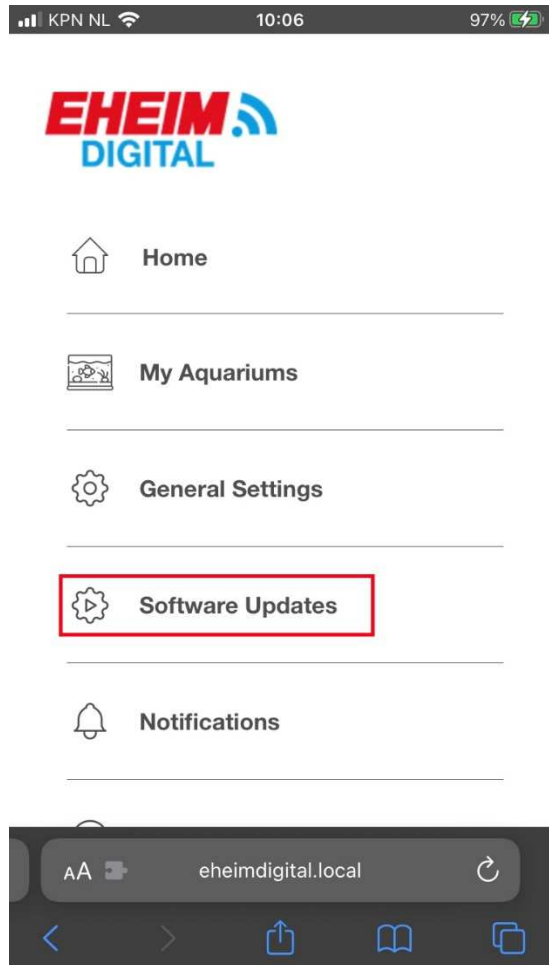 KPN NL 10:06 97%
EHEIM
DIGITAL
Home
My Aquariums
General Settings
Software Updates
Notifications
AA eheimdigital.local